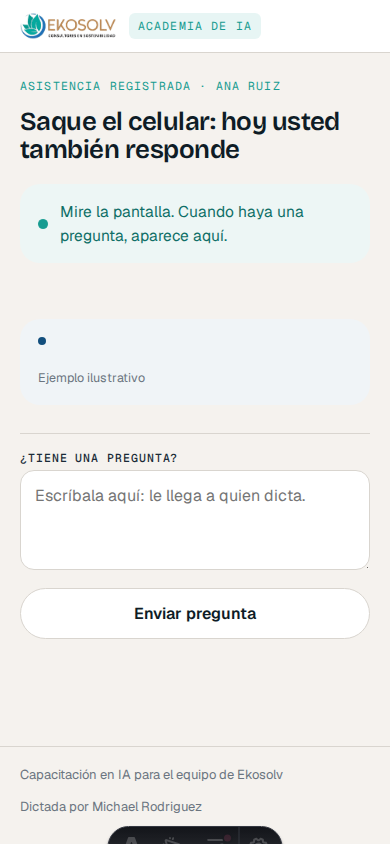 EKOSOLV
ACADEMIA DE IA
ASISTENCIA REGISTRADA · ANA RUIZ
Saque el celular: hoy usted
también responde
Mire la pantalla. Cuando haya una
pregunta, aparece aquí.
Ejemplo ilustrativo
¿TIENE UNA PREGUNTA?
Escríbala aquí: le llega a quien dicta.
Enviar pregunta
Capacitación en IA para el equipo de Ekosolv
Dictada por Michael Rodriguez